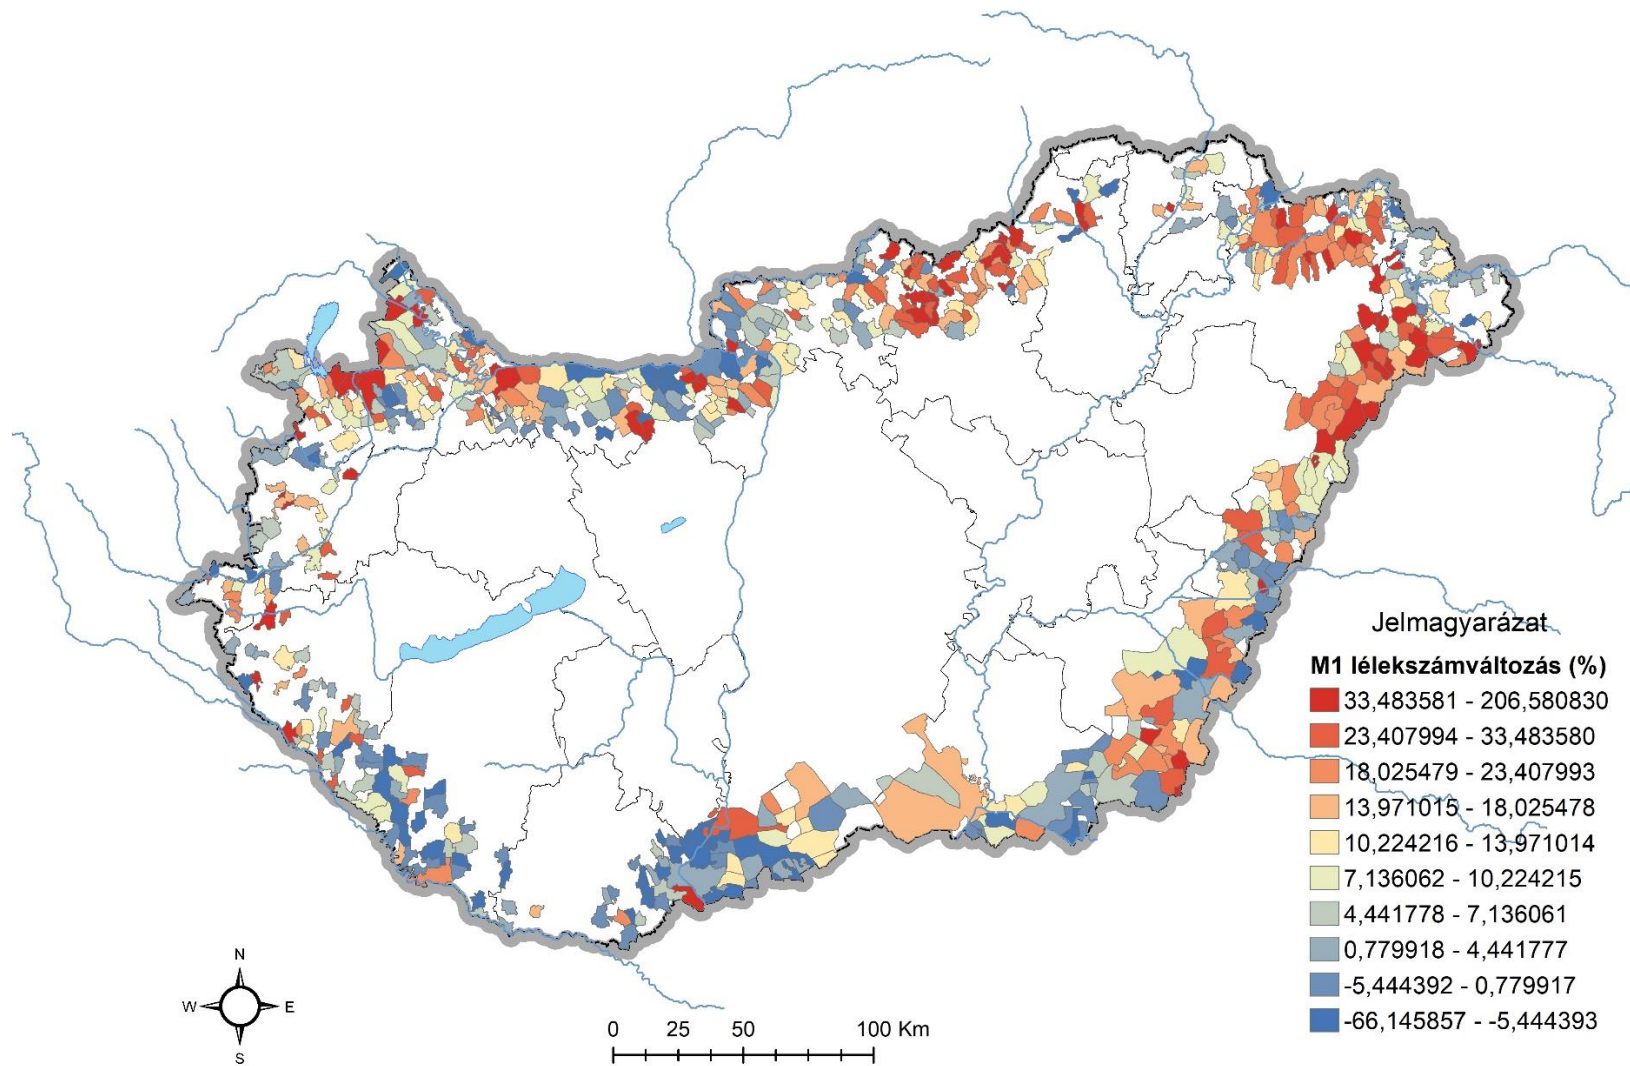 Jelmagyarázat
M1 lélekszámváltozás (%)
33,483581 - 206,580830
23,407994 - 33,483580
18,025479 - 23,407993
13,971015 - 18,025478
10,224216 - 13,971014
7,136062 - 10,224215
4,441778 - 7,136061
0,779918 - 4,441777
-5,444392 - 0,779917
-66,145857 - -5,444393
N
W E
S
0 25 50 100 Km